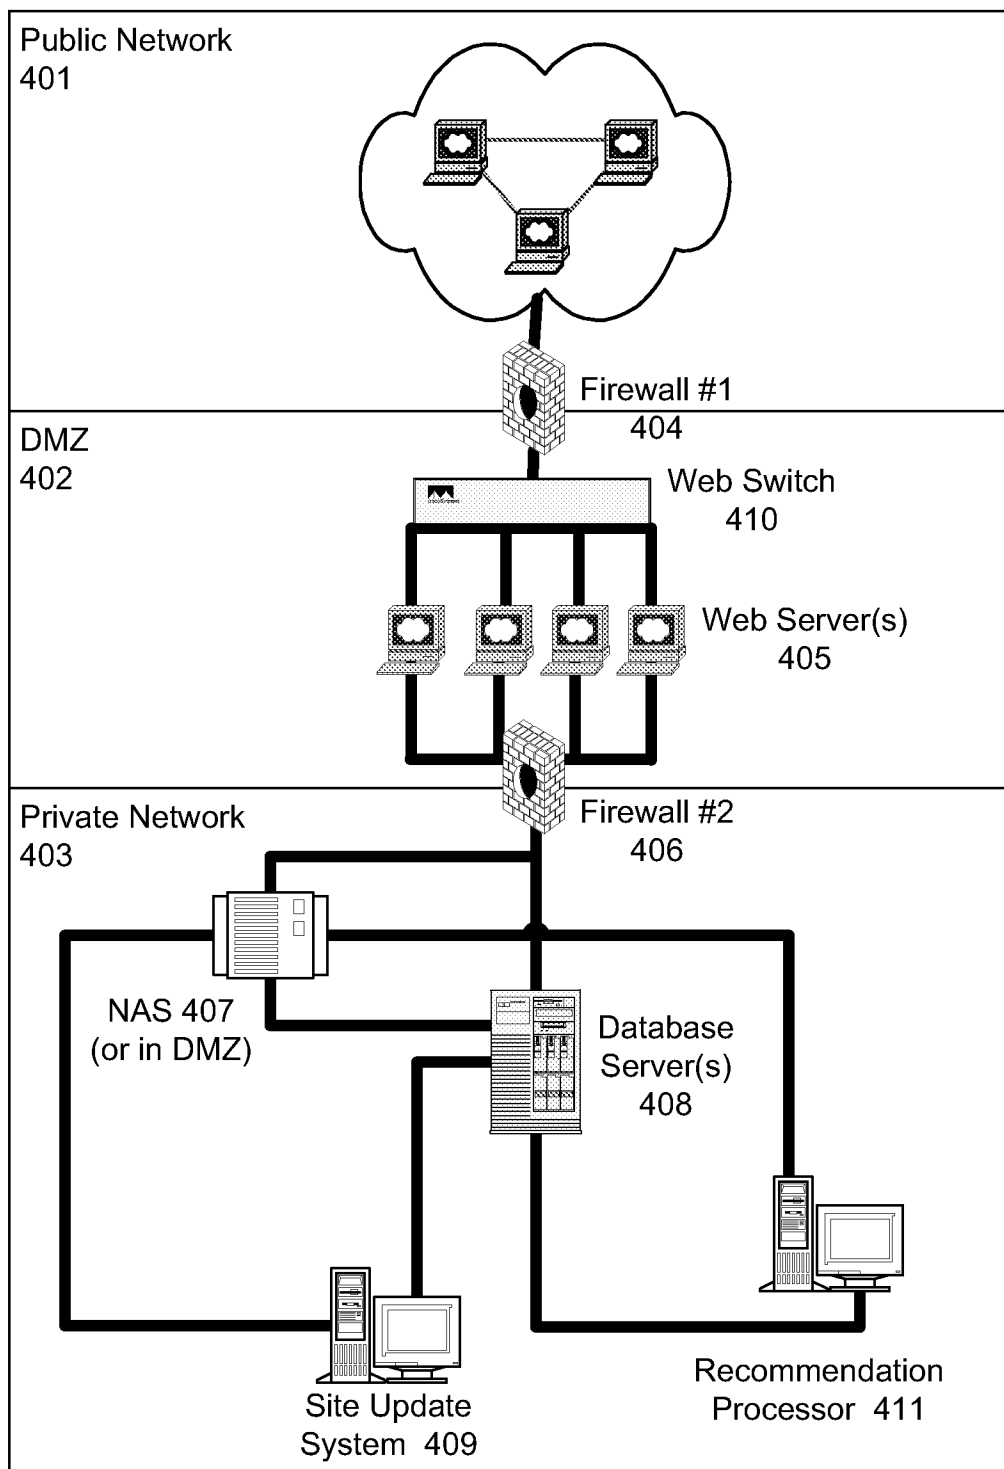 Public Network
401
Firewall #1
404
DMZ
402
Web Switch
410
Web Server(s)
405
Firewall #2
406
Private Network
403
NAS 407
(or in DMZ)
Database
Server(s)
408
Recommendation
Processor 411
Site Update
System 409